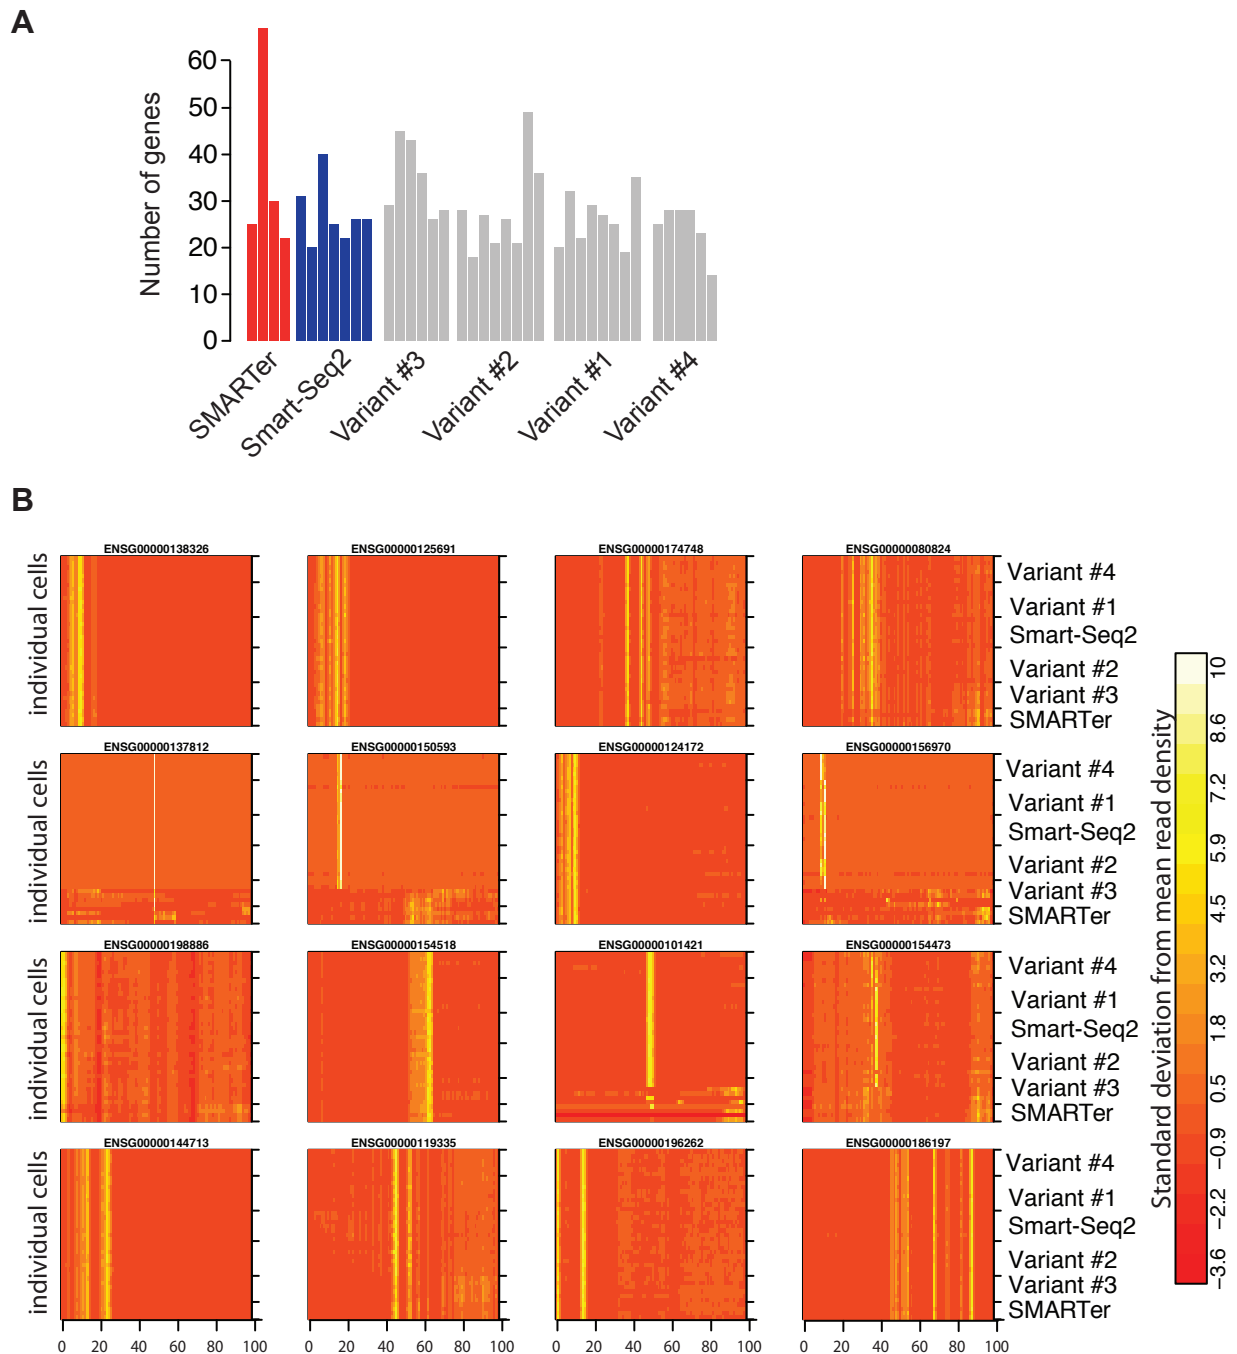 A
Number of genes
60
50
40
30
20
10
0
SMARTer
Smart-Seq2
Variant #3
Variant #2
Variant #1
Variant #4
B
individual cells
ENSG00000138326
ENSG00000125691
ENSG00000174748
ENSG00000080824
Variant #4
Variant #1
Smart-Seq2
Variant #2
Variant #3
SMARTer
individual cells
ENSG00000137812
ENSG00000150593
ENSG00000124172
ENSG00000156970
Variant #4
Variant #1
Smart-Seq2
Variant #2
Variant #3
SMARTer
individual cells
ENSG00000198886
ENSG00000154518
ENSG00000101421
ENSG00000154473
Variant #4
Variant #1
Smart-Seq2
Variant #2
Variant #3
SMARTer
individual cells
ENSG00000144713
ENSG00000119335
ENSG00000196262
ENSG00000186197
Variant #4
Variant #1
Smart-Seq2
Variant #2
Variant #3
SMARTer
0 20 40 60 80 100
0 20 40 60 80 100
0 20 40 60 80 100
0 20 40 60 80 100
Standard deviation from mean read density
10
8.6
7.2
5.9
4.5
3.2
1.8
0.5
−0.9
−2.2
−3.6